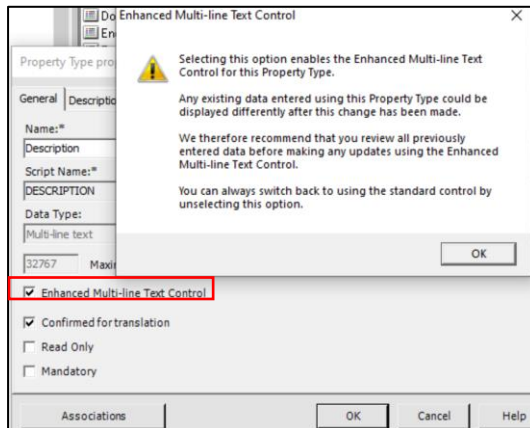 Do
En
Enhanced Multi-line Text Control
Selecting this option enables the Enhanced Multi-line Text
Control for this Property Type.
Any existing data entered using this Property Type could be
displayed differently after this change has been made.
We therefore recommend that you review all previously
entered data before making any updates using the Enhanced
Multi-line Text Control.
You can always switch back to using the standard control by
unselecting this option.
OK
Property Type pro
General
Descriptio
Name:*
Description
Script Name:*
DESCRIPTION
Data Type:
Multi-line text
32767 Maxi
Enhanced Multi-line Text Control
Confirmed for translation
Read Only
Mandatory
Associations OK Cancel Help